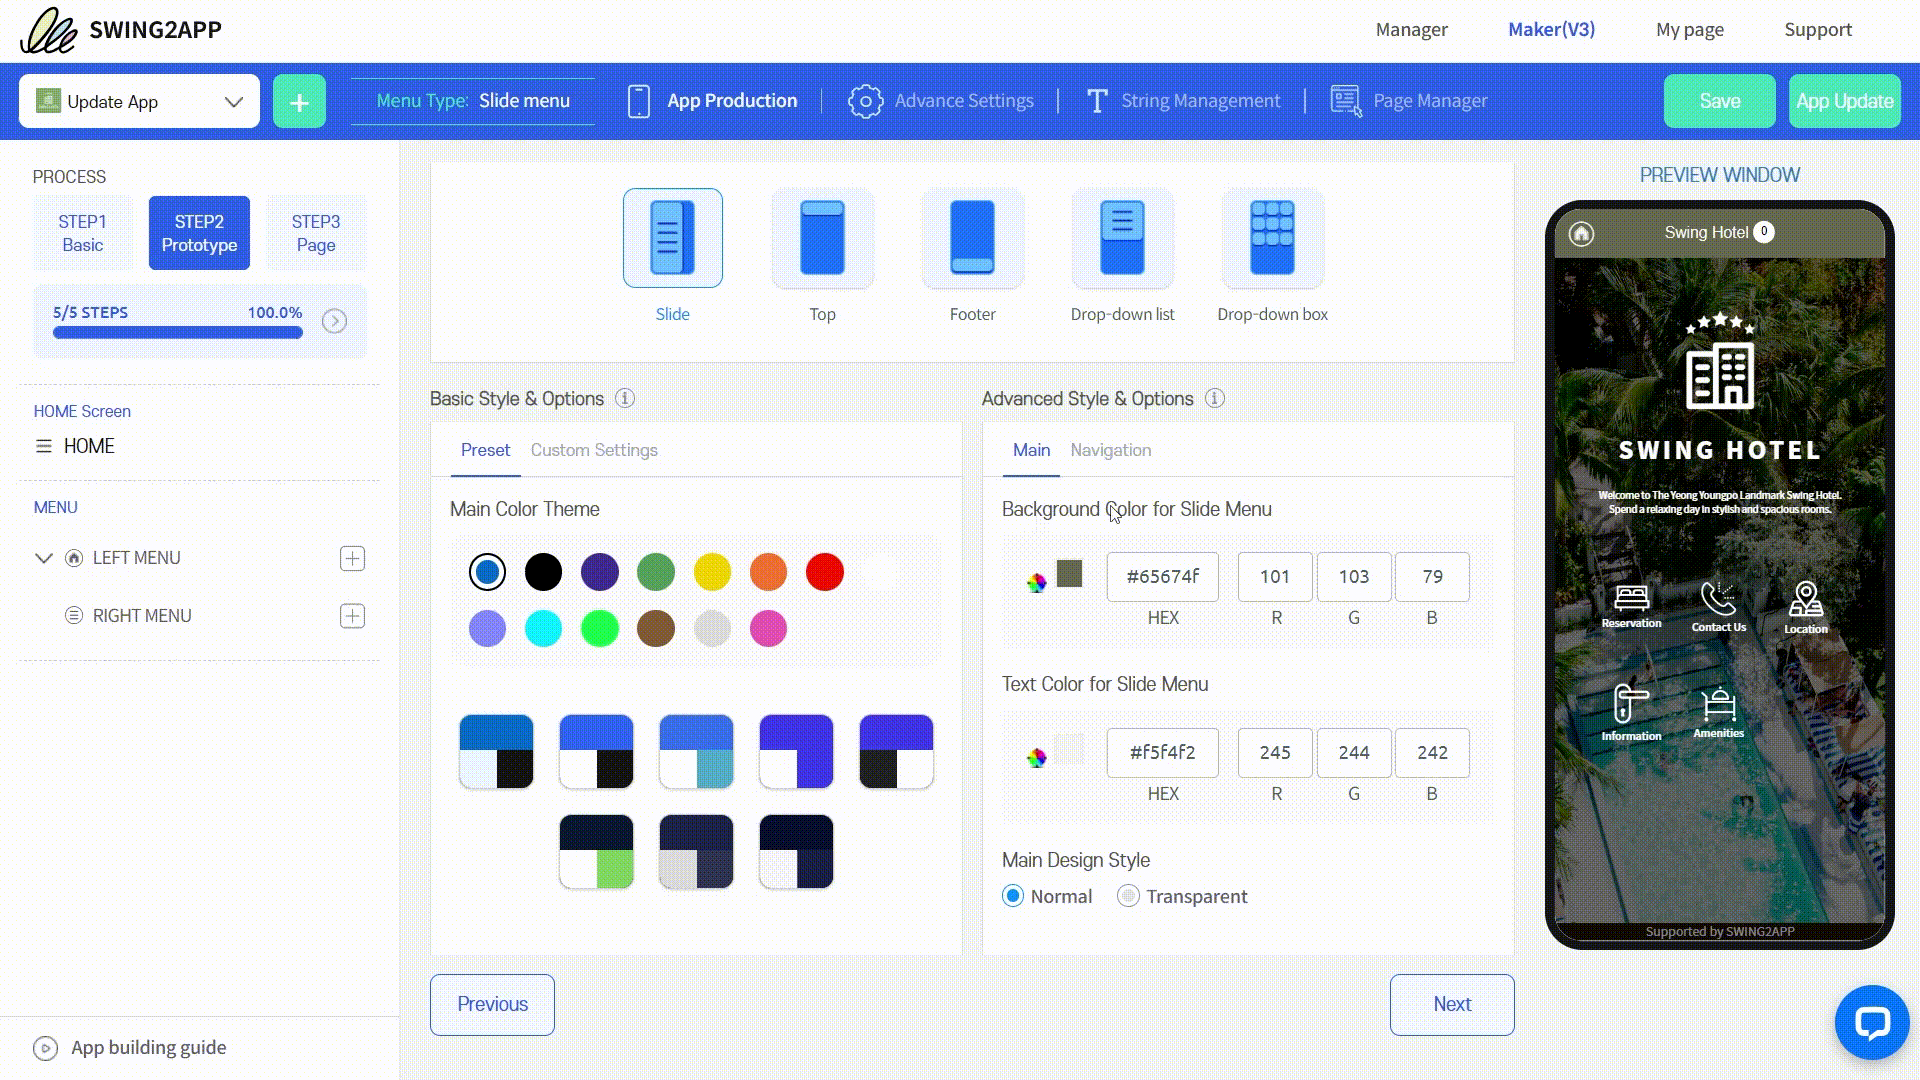 SWING2APP
Manager
Maker(V3)
My page
Support
Update App
+
Menu Type: Slide menu
App Production
Advance Settings
String Management
Page Manager
Save
App Update
PROCESS
STEP1
Basic
STEP2
Prototype
STEP3
Page
5/5 STEPS 100.0%
HOME Screen
HOME
MENU
LEFT MENU
RIGHT MENU
App building guide
Slide
Top
Footer
Drop-down list
Drop-down box
Basic Style & Options
Preset
Custom Settings
Main Color Theme
Advanced Style & Options
Main
Navigation
Background Color for Slide Menu
#65674f 101 103 79
HEX R G B
Text Color for Slide Menu
#f5f4f2 245 244 242
HEX R G B
Main Design Style
Normal
Transparent
Previous
Next
PREVIEW WINDOW
Swing Hotel 0
SWING HOTEL
Welcome to The Yeong Youngpo Landmark Swing Hotel.
Spend a relaxing day in stylish and spacious rooms.
Reservation
Contact Us
Location
Information
Amenities
Supported by SWING2APP